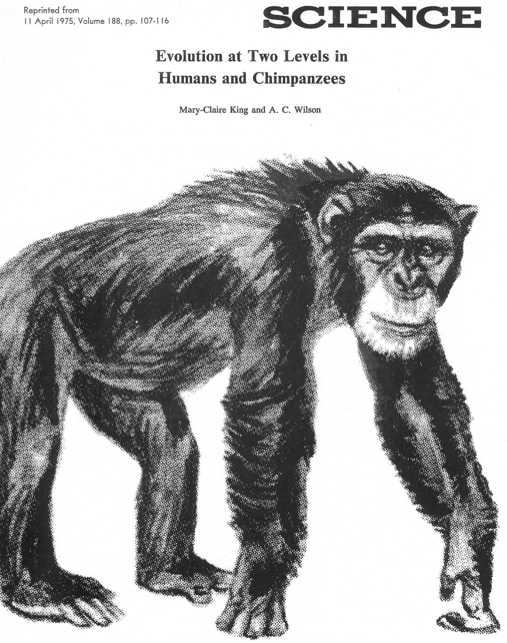 Reprinted from
11 April 1975, Volume 188, pp. 107-116
SCIENCE
Evolution at Two Levels in
Humans and Chimpanzees
Mary-Claire King and A. C. Wilson